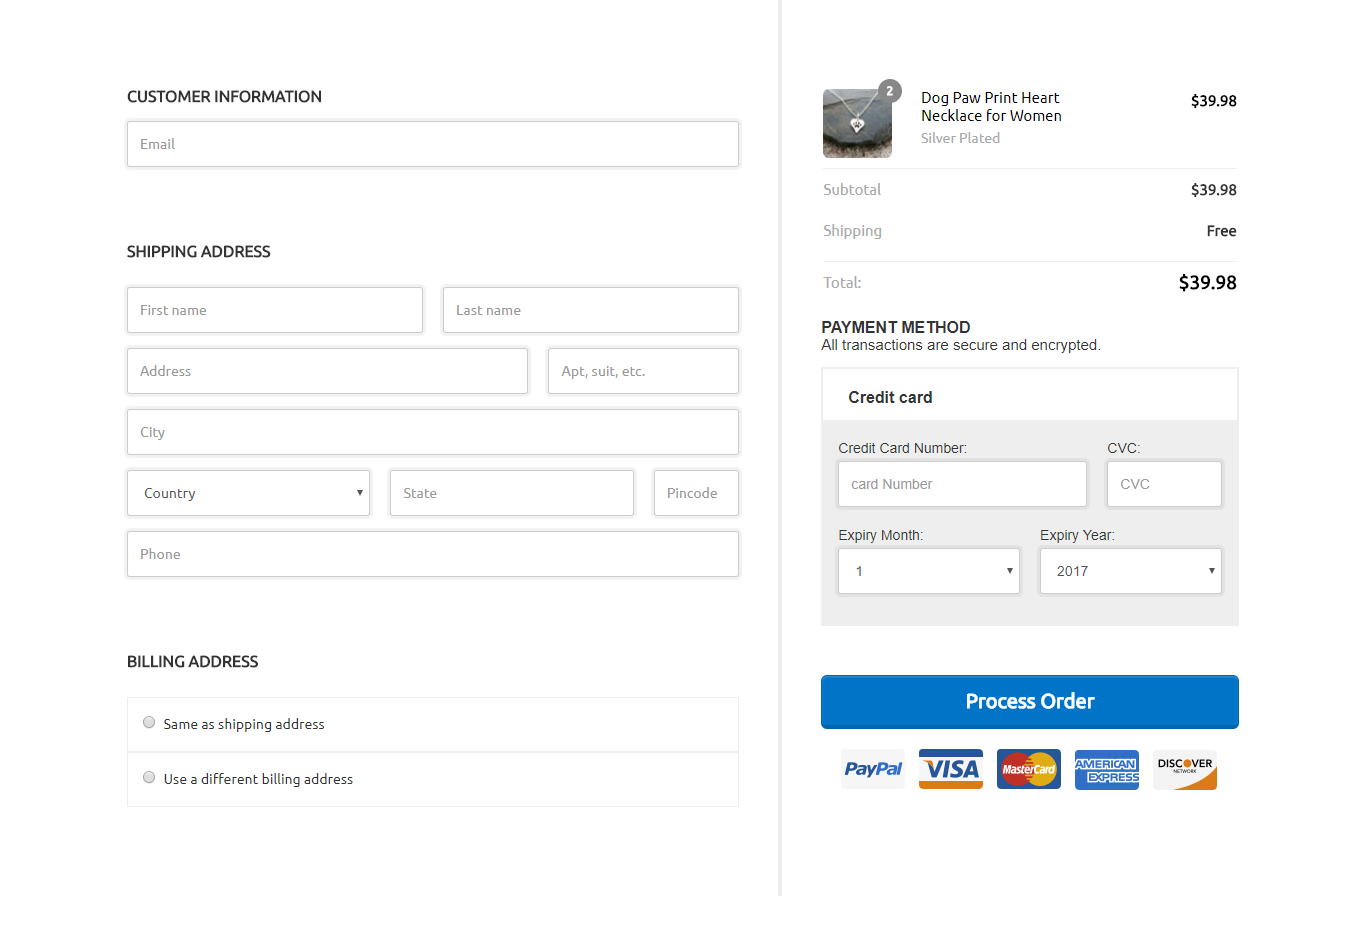 CUSTOMER INFORMATION
Email
SHIPPING ADDRESS
First name
Last name
Address
Apt, suit, etc.
City
Country
State
Pincode
Phone
BILLING ADDRESS
Same as shipping address
Use a different billing address
2
Dog Paw Print Heart
Necklace for Women
Silver Plated
$39.98
Subtotal
$39.98
Shipping
Free
Total:
$39.98
PAYMENT METHOD
All transactions are secure and encrypted.
Credit card
Credit Card Number:
CVC:
card Number
CVC
Expiry Month:
Expiry Year:
1
2017
Process Order
PayPal
VISA
MasterCard
AMERICAN
EXPRESS
DISCOVER
NETWORK